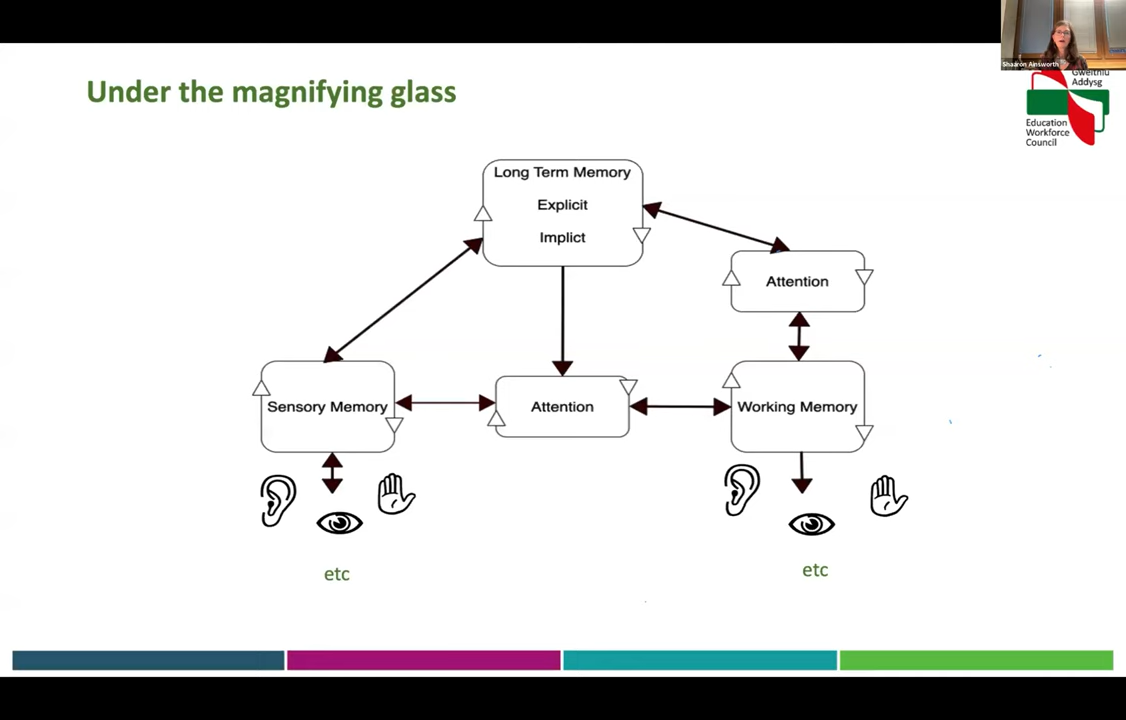 Shaaron Ainsworth
Under the magnifying glass
Gweithlu
Addysg
Education
Workforce
Council
Long Term Memory
Explicit
Implict
Attention
Sensory Memory
Attention
Working Memory
etc
etc